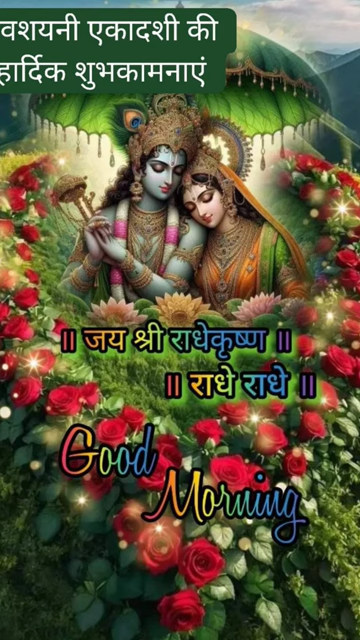 वशयनी एकादशी की
हार्दिक शुभकामनाएं
॥ जय श्री राधेकृष्ण ॥
॥ राधे राधे ॥
Good
Morning